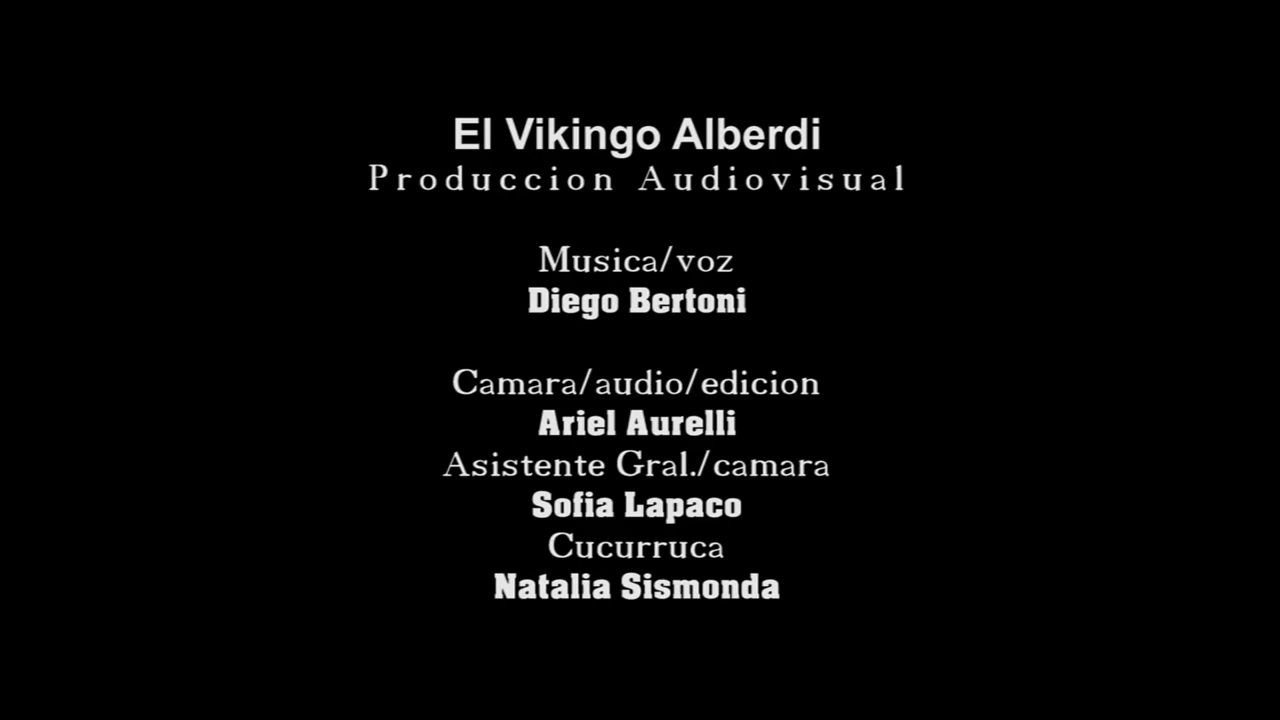 El Vikingo Alberdi
Produccion Audiovisual
Musica/voz
Diego Bertoni
Camara/audio/edicion
Ariel Aurelli
Asistente Gral./camara
Sofia Lapaco
Cucurruca
Natalia Sismonda